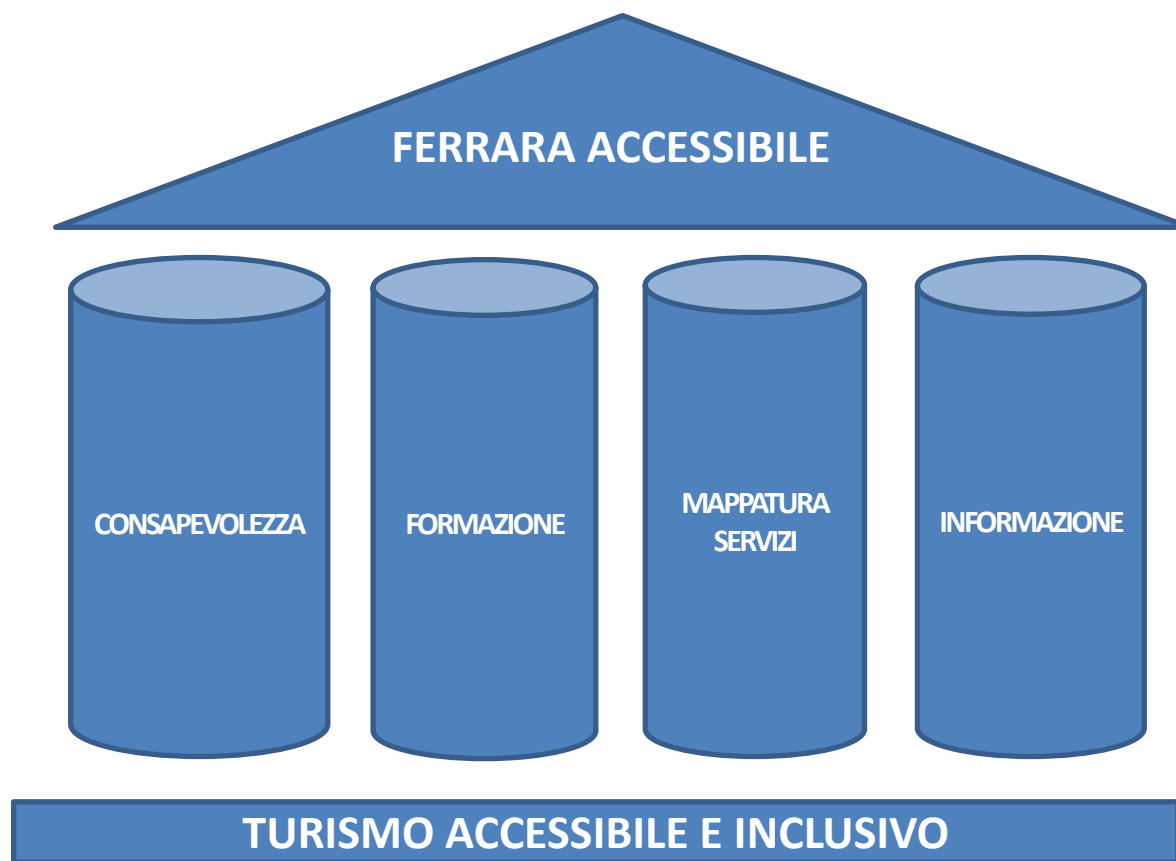 FERRARA ACCESSIBILE
CONSAPEVOLEZZA
FORMAZIONE
MAPPATURA
SERVIZI
INFORMAZIONE
TURISMO ACCESSIBILE E INCLUSIVO